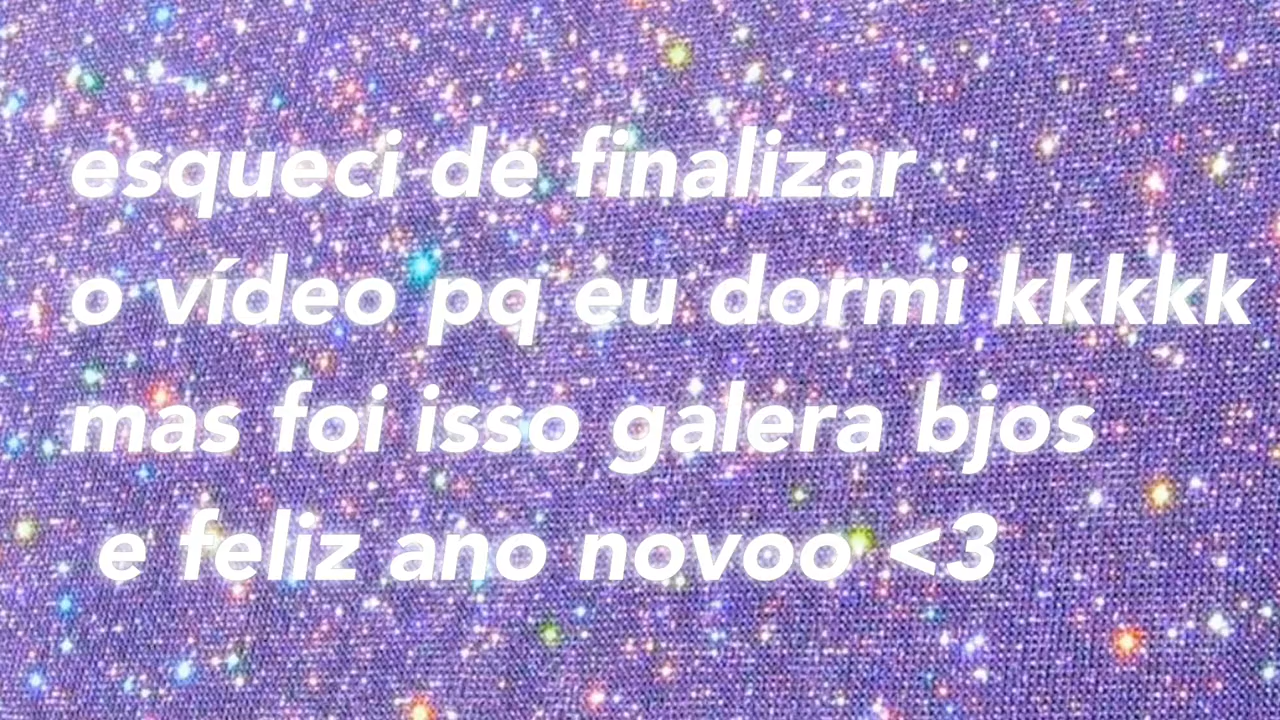 esqueci de finalizar
o vídeo pq eu dormi kkkkk
mas foi isso galera bjos
e feliz ano novoo <3